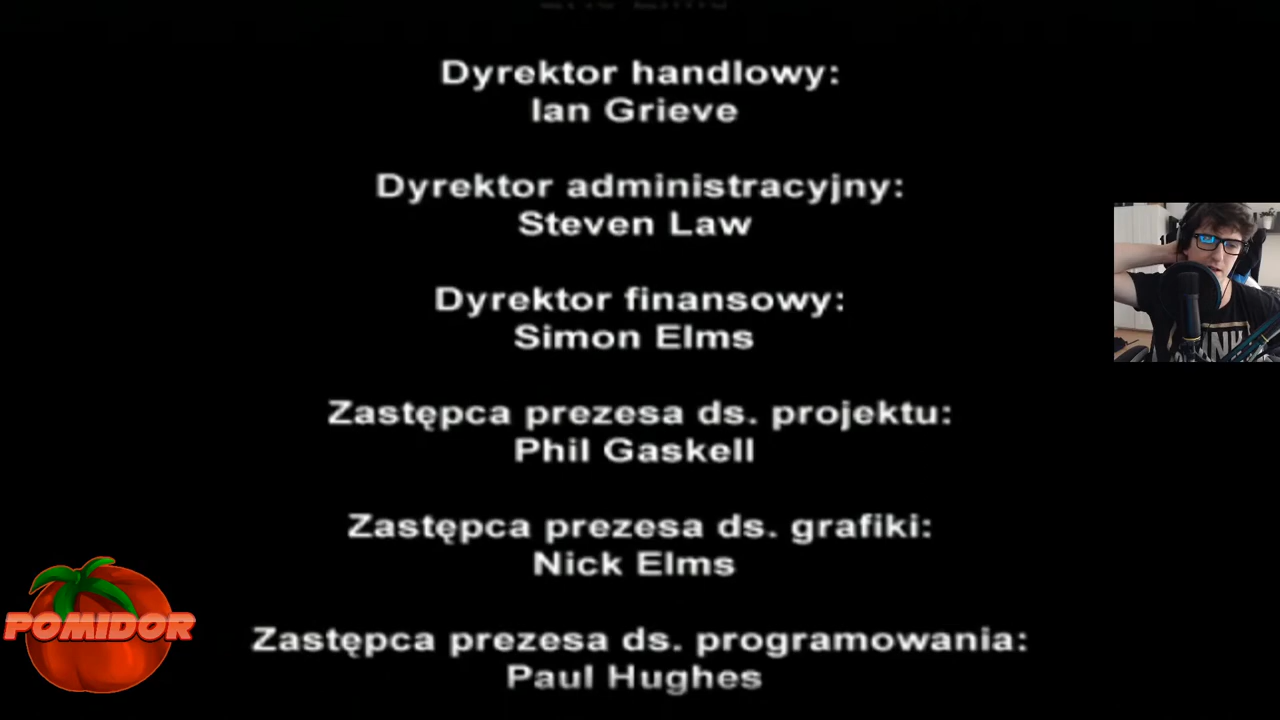 Dyrektor handlowy:
Ian Grieve
Dyrektor administracyjny:
Steven Law
Dyrektor finansowy:
Simon Elms
Zastępca prezesa ds. projektu:
Phil Gaskell
Zastępca prezesa ds. grafiki:
Nick Elms
Zastępca prezesa ds. programowania:
Paul Hughes
POMIDOR